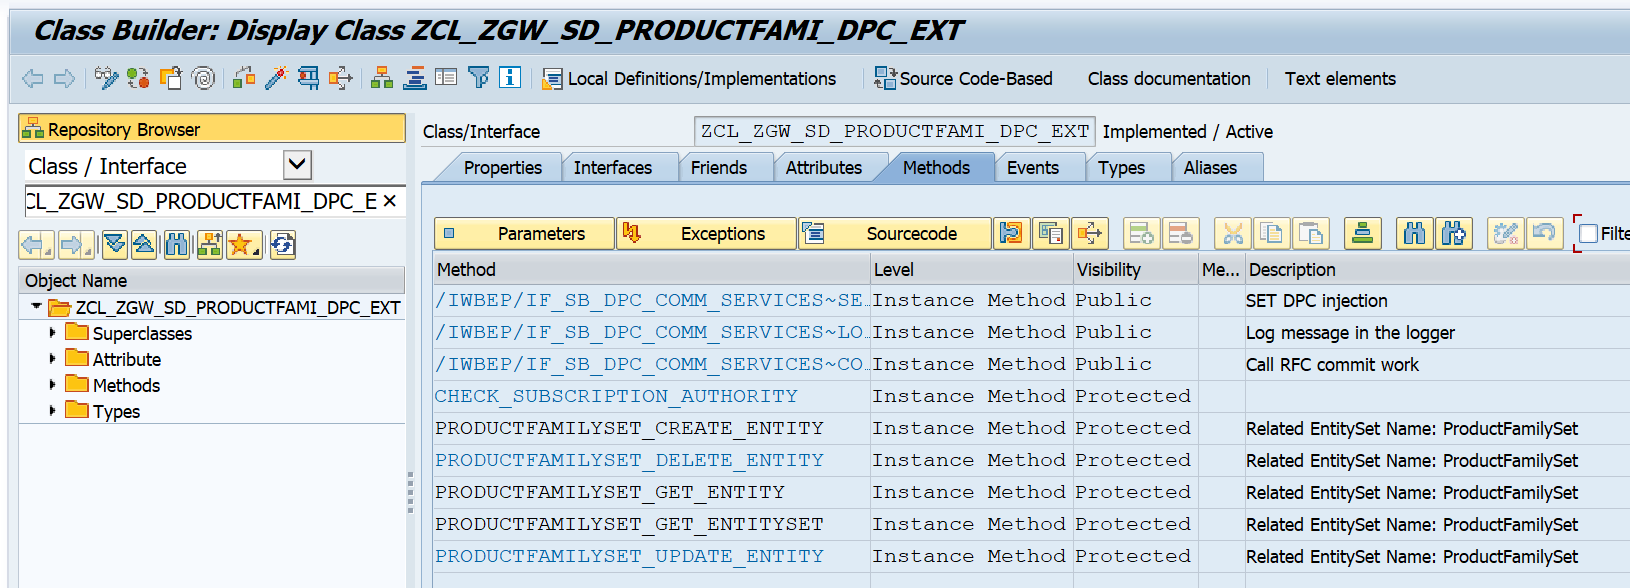 Class Builder: Display Class ZCL_ZGW_SD_PRODUCTFAMI_DPC_EXT
Local Definitions/Implementations Source Code-Based Class documentation Text elements
Repository Browser
Class / Interface
CL_ZGW_SD_PRODUCTFAMI_DPC_E
Object Name
ZCL_ZGW_SD_PRODUCTFAMI_DPC_EXT
Superclasses
Attribute
Methods
Types
Class/Interface ZCL_ZGW_SD_PRODUCTFAMI_DPC_EXT Implemented / Active
Properties Interfaces Friends Attributes Methods Events Types Aliases
Parameters Exceptions Sourcecode Filte
Method Level Visibility Me... Description
/IWBEP/IF_SB_DPC_COMM_SERVICES~SE… Instance Method Public SET DPC injection
/IWBEP/IF_SB_DPC_COMM_SERVICES~LO… Instance Method Public Log message in the logger
/IWBEP/IF_SB_DPC_COMM_SERVICES~CO… Instance Method Public Call RFC commit work
CHECK_SUBSCRIPTION_AUTHORITY Instance Method Protected
PRODUCTFAMILYSET_CREATE_ENTITY Instance Method Protected Related EntitySet Name: ProductFamilySet
PRODUCTFAMILYSET_DELETE_ENTITY Instance Method Protected Related EntitySet Name: ProductFamilySet
PRODUCTFAMILYSET_GET_ENTITY Instance Method Protected Related EntitySet Name: ProductFamilySet
PRODUCTFAMILYSET_GET_ENTITYSET Instance Method Protected Related EntitySet Name: ProductFamilySet
PRODUCTFAMILYSET_UPDATE_ENTITY Instance Method Protected Related EntitySet Name: ProductFamilySet